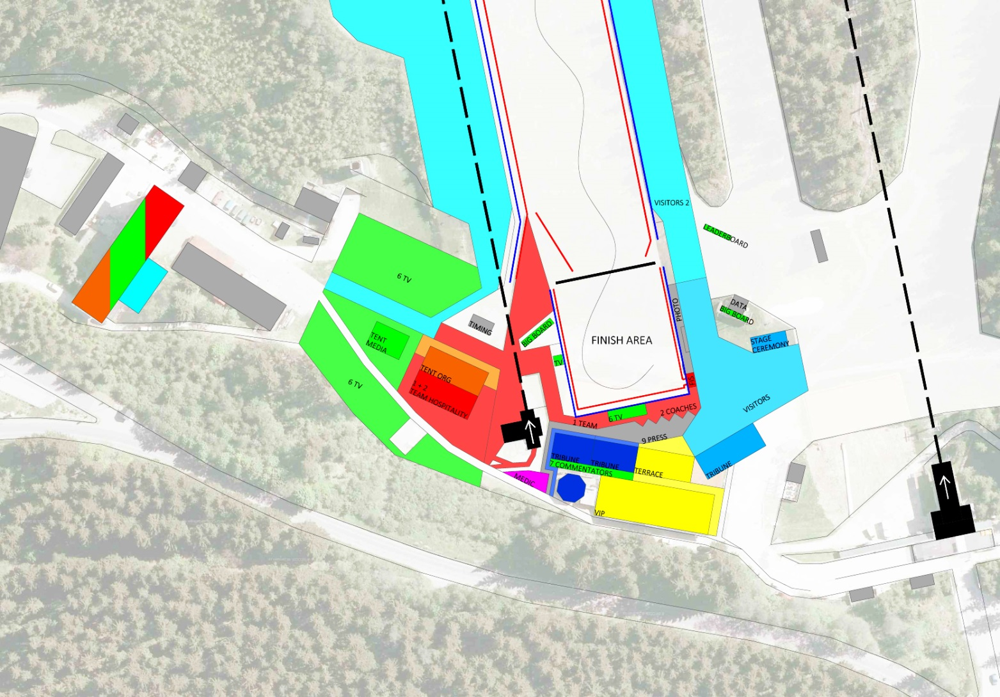 VISITORS 2
LEADERBOARD
6 TV
DATA
BIG BOARD
PHOTO
TIMING
BIG BOARD
FINISH AREA
STAGE
CEREMONY
TENT
MEDIA
TV
TENT ORG
6 TV
1 + 2
TEAM HOSPITALITY
FIS
VISITORS
2 COACHES
6 TV
1 TEAM
9 PRESS
TRIBUNE
TRIBUNE
7 COMMENTATORS
TERRACE
TRIBUNE
MEDIC
VIP